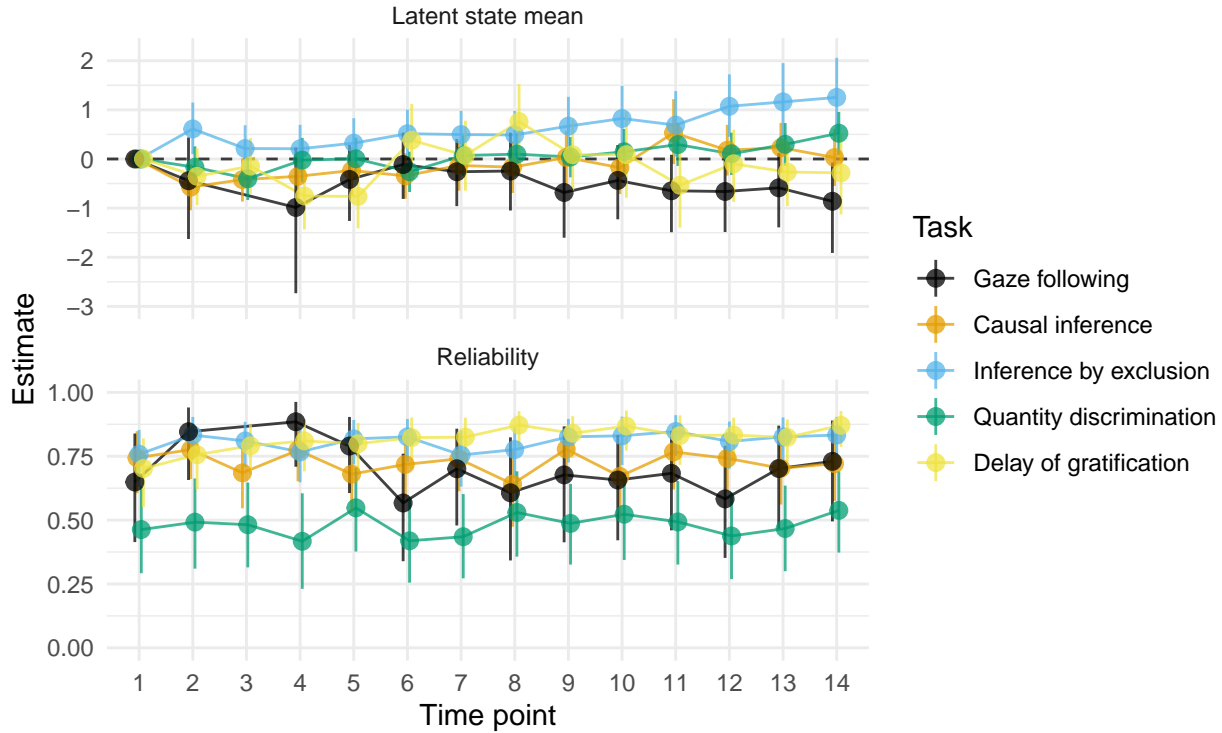 Latent state mean
2
1
0
−1
−2
−3
Estimate
Reliability
1.00
0.75
0.50
0.25
0.00
1 2 3 4 5 6 7 8 9 10 11 12 13 14
Time point
Task
Gaze following
Causal inference
Inference by exclusion
Quantity discrimination
Delay of gratification